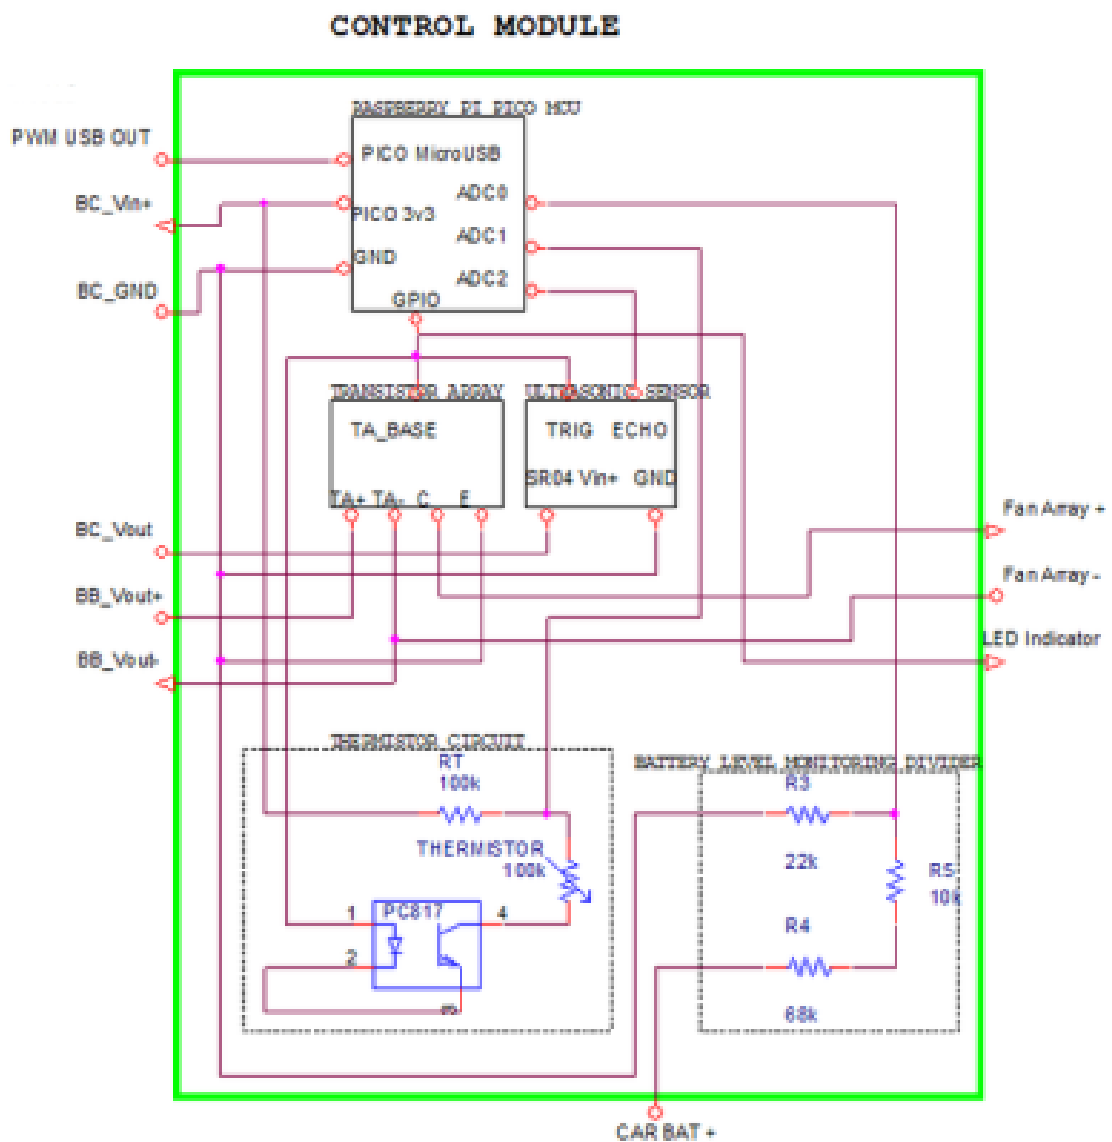 CONTROL MODULE
RASPBERRY PI PICO MCU
PWM USB OUT
PICO MicroUSB
ADC0
BC_Vin+
PICO 3v3
ADC1
GND
ADC2
BC_GND
GPIO
TRANSISTOR ARRAY
ULTRASONIC SENSOR
TA_BASE
TRIG ECHO
SR04 Vin+ GND
TA+ TA- C E
Fan Array +
BC_Vout
Fan Array -
BB_Vout+
LED Indicator
BB_Vout-
THERMISTOR CIRCUIT
BATTERY LEVEL MONITORING DIVIDER
RT
100k
R3
THERMISTOR
100k
22k
R5
10k
1
PC817
4
R4
2
3
68k
CAR BAT +